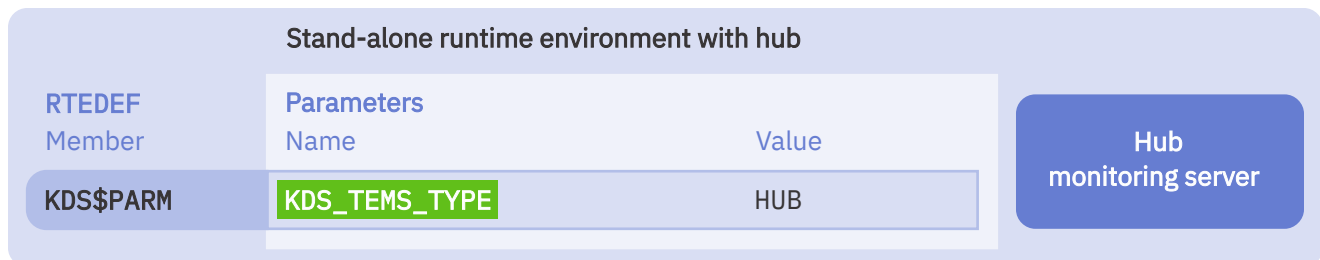 Stand-alone runtime environment with hub
RTEDEF Parameters
Member Name Value
KDS$PARM KDS_TEMS_TYPE HUB
Hub
monitoring server